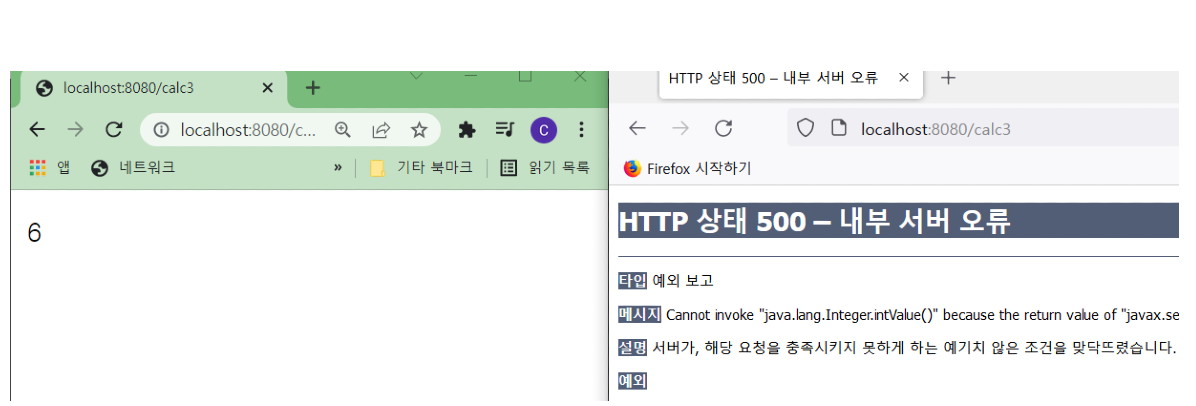 localhost:8080/calc3
localhost:8080/c...
C
앱
네트워크
»
기타 북마크
읽기 목록
6
HTTP 상태 500 – 내부 서버 오류
localhost:8080/calc3
Firefox 시작하기
HTTP 상태 500 – 내부 서버 오류
타입 예외 보고
메시지 Cannot invoke "java.lang.Integer.intValue()" because the return value of "javax.se
설명 서버가, 해당 요청을 충족시키지 못하게 하는 예기치 않은 조건을 맞닥뜨렸습니다.
예외